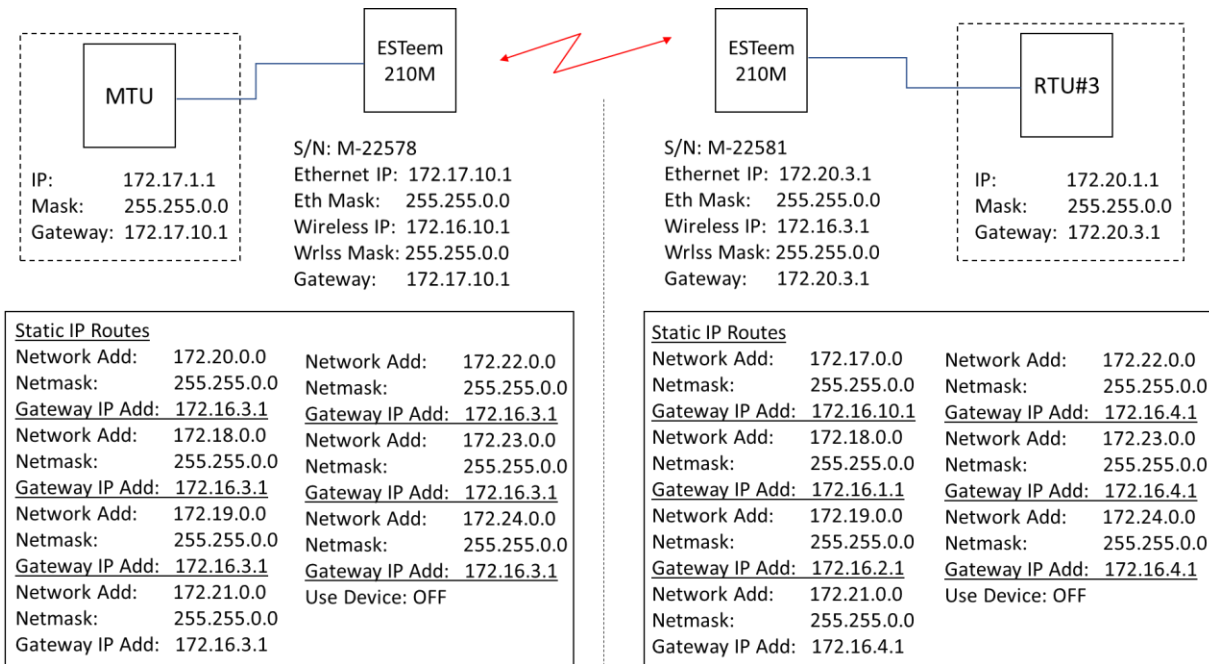 MTU
ESTeem
210M
ESTeem
210M
RTU#3
IP: 172.17.1.1
Mask: 255.255.0.0
Gateway: 172.17.10.1
S/N: M-22578
Ethernet IP: 172.17.10.1
Eth Mask: 255.255.0.0
Wireless IP: 172.16.10.1
Wrlss Mask: 255.255.0.0
Gateway: 172.17.10.1
S/N: M-22581
Ethernet IP: 172.20.3.1
Eth Mask: 255.255.0.0
Wireless IP: 172.16.3.1
Wrlss Mask: 255.255.0.0
Gateway: 172.20.3.1
IP: 172.20.1.1
Mask: 255.255.0.0
Gateway: 172.20.3.1
Static IP Routes
Network Add: 172.20.0.0
Netmask: 255.255.0.0
Gateway IP Add: 172.16.3.1
Network Add: 172.18.0.0
Netmask: 255.255.0.0
Gateway IP Add: 172.16.3.1
Network Add: 172.19.0.0
Netmask: 255.255.0.0
Gateway IP Add: 172.16.3.1
Network Add: 172.21.0.0
Netmask: 255.255.0.0
Gateway IP Add: 172.16.3.1
Network Add: 172.22.0.0
Netmask: 255.255.0.0
Gateway IP Add: 172.16.3.1
Network Add: 172.23.0.0
Netmask: 255.255.0.0
Gateway IP Add: 172.16.3.1
Network Add: 172.24.0.0
Netmask: 255.255.0.0
Gateway IP Add: 172.16.3.1
Use Device: OFF
Static IP Routes
Network Add: 172.17.0.0
Netmask: 255.255.0.0
Gateway IP Add: 172.16.10.1
Network Add: 172.18.0.0
Netmask: 255.255.0.0
Gateway IP Add: 172.16.1.1
Network Add: 172.19.0.0
Netmask: 255.255.0.0
Gateway IP Add: 172.16.2.1
Network Add: 172.21.0.0
Netmask: 255.255.0.0
Gateway IP Add: 172.16.4.1
Network Add: 172.22.0.0
Netmask: 255.255.0.0
Gateway IP Add: 172.16.4.1
Network Add: 172.23.0.0
Netmask: 255.255.0.0
Gateway IP Add: 172.16.4.1
Network Add: 172.24.0.0
Netmask: 255.255.0.0
Gateway IP Add: 172.16.4.1
Use Device: OFF